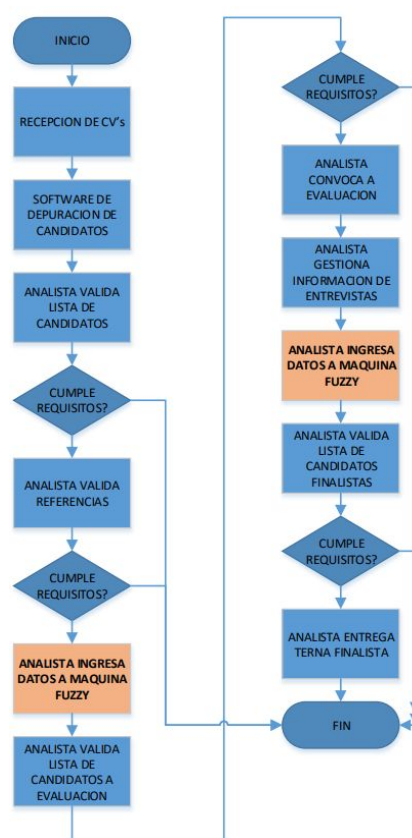 INICIO
RECEPCION DE CV's
SOFTWARE DE
DEPURACION DE
CANDIDATOS
ANALISTA VALIDA
LISTA DE
CANDIDATOS
CUMPLE
REQUISITOS?
ANALISTA VALIDA
REFERENCIAS
CUMPLE
REQUISITOS?
ANALISTA INGRESA
DATOS A MAQUINA
FUZZY
ANALISTA VALIDA
LISTA DE
CANDIDATOS A
EVALUACION
CUMPLE
REQUISITOS?
ANALISTA
CONVOCA A
EVALUACION
ANALISTA
GESTIONA
INFORMACION DE
ENTREVISTAS
ANALISTA INGRESA
DATOS A MAQUINA
FUZZY
ANALISTA VALIDA
LISTA DE
CANDIDATOS
FINALISTAS
CUMPLE
REQUISITOS?
ANALISTA ENTREGA
TERNA FINALISTA
FIN